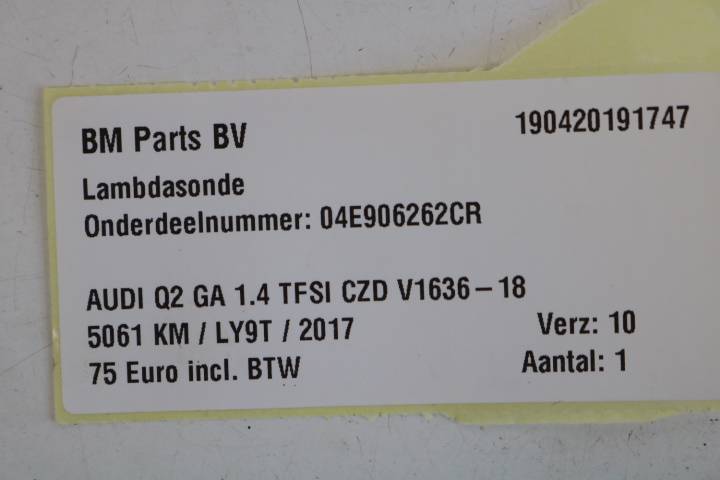 BM Parts BV 190420191747
Lambdasonde
Onderdeelnummer: 04E906262CR
AUDI Q2 GA 1.4 TFSI CZD V1636-18
5061 KM / LY9T / 2017 Verz: 10
75 Euro incl. BTW Aantal: 1